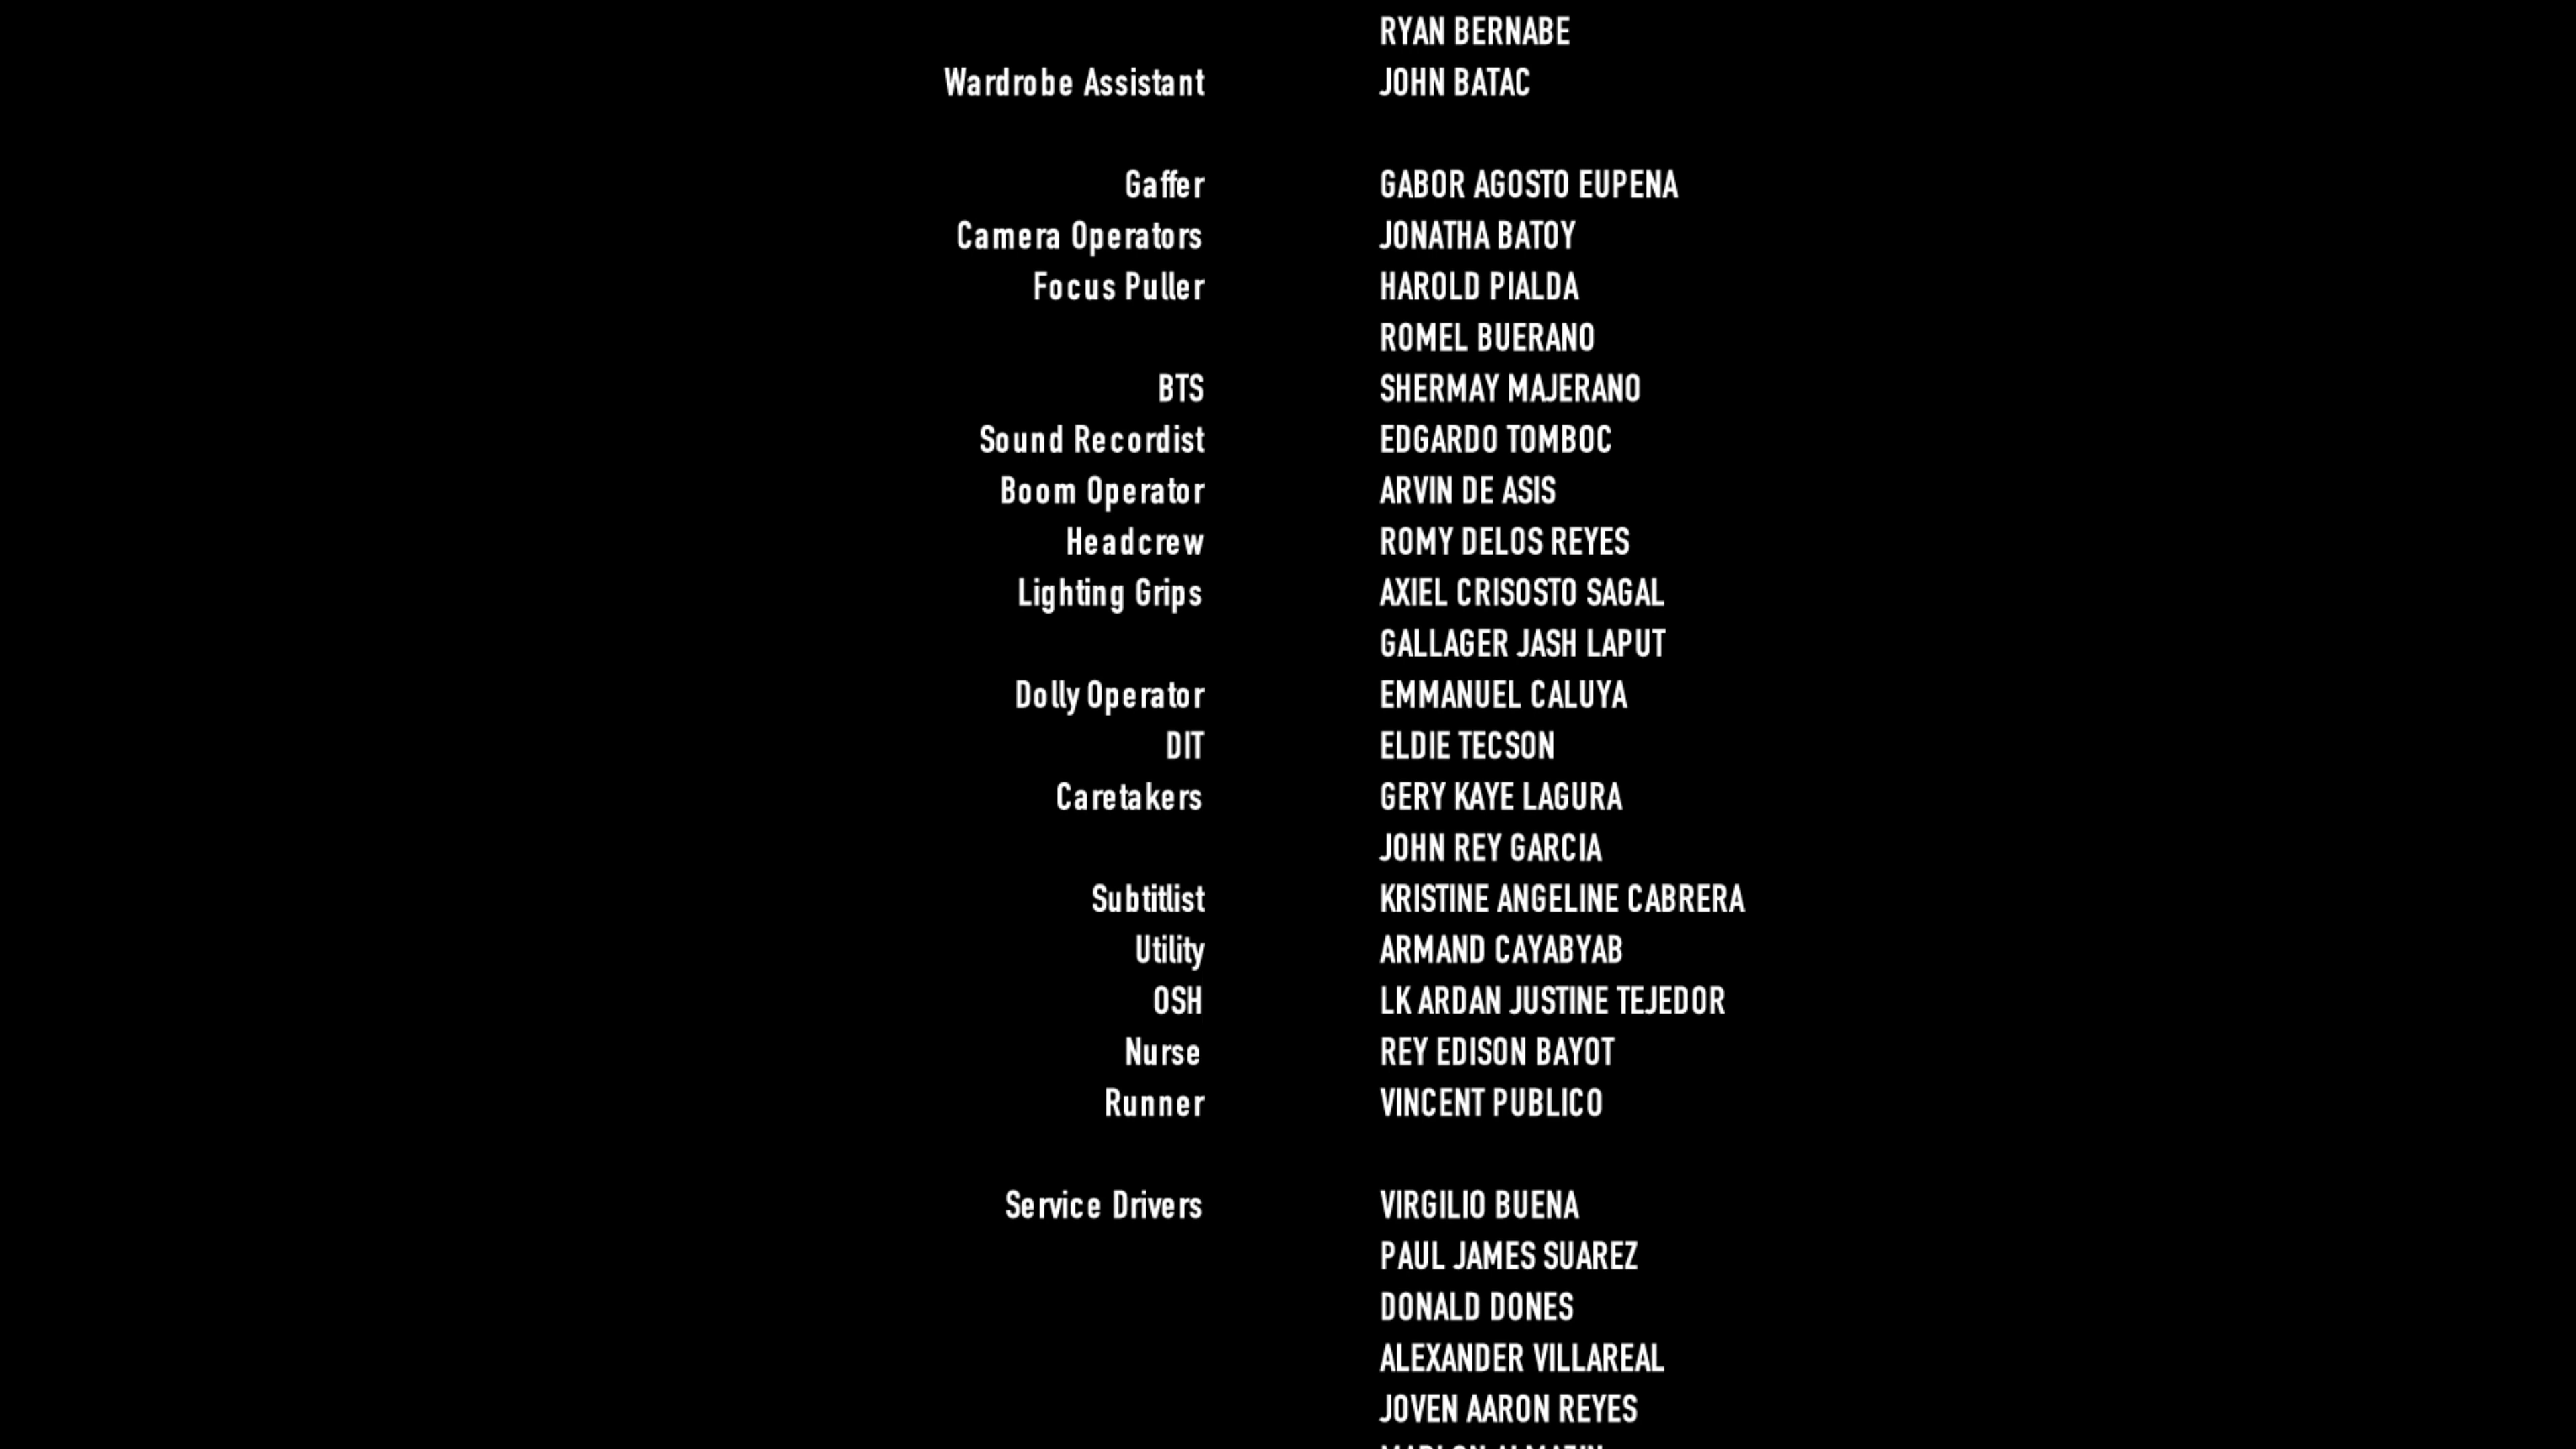 RYAN BERNABE
Wardrobe Assistant JOHN BATAC
Gaffer GABOR AGOSTO EUPENA
Camera Operators JONATHA BATOY
Focus Puller HAROLD PIALDA
ROMEL BUERANO
BTS SHERMAY MAJERANO
Sound Recordist EDGARDO TOMBOC
Boom Operator ARVIN DE ASIS
Headcrew ROMY DELOS REYES
Lighting Grips AXIEL CRISOSTO SAGAL
GALLAGER JASH LAPUT
Dolly Operator EMMANUEL CALUYA
DIT ELDIE TECSON
Caretakers GERY KAYE LAGURA
JOHN REY GARCIA
Subtitlist KRISTINE ANGELINE CABRERA
Utility ARMAND CAYABYAB
OSH LK ARDAN JUSTINE TEJEDOR
Nurse REY EDISON BAYOT
Runner VINCENT PUBLICO
Service Drivers VIRGILIO BUENA
PAUL JAMES SUAREZ
DONALD DONES
ALEXANDER VILLAREAL
JOVEN AARON REYES